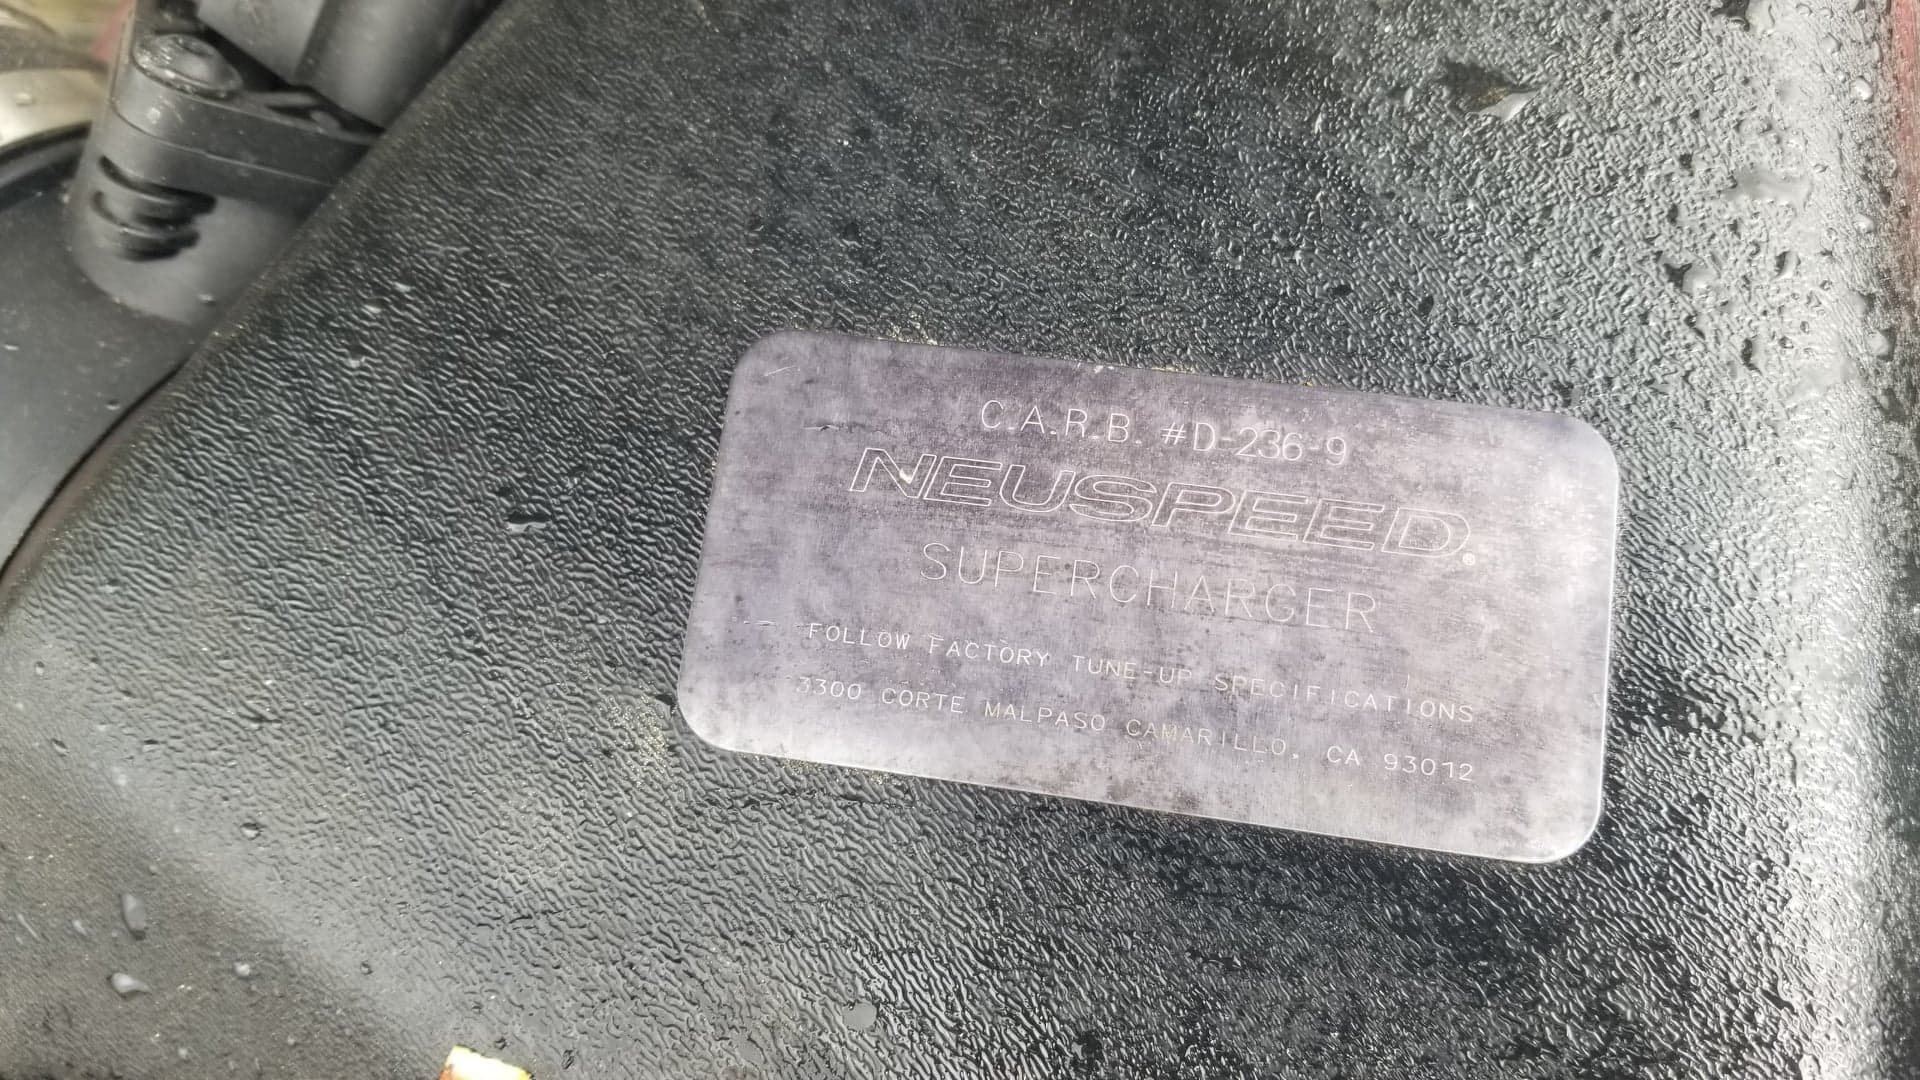 C.A.R.B. #D-236-9
NEUSPEED®
SUPERCHARGER
FOLLOW FACTORY TUNE-UP SPECIFICATIONS
3300 CORTE MALPASO CAMARILLO, CA 93012